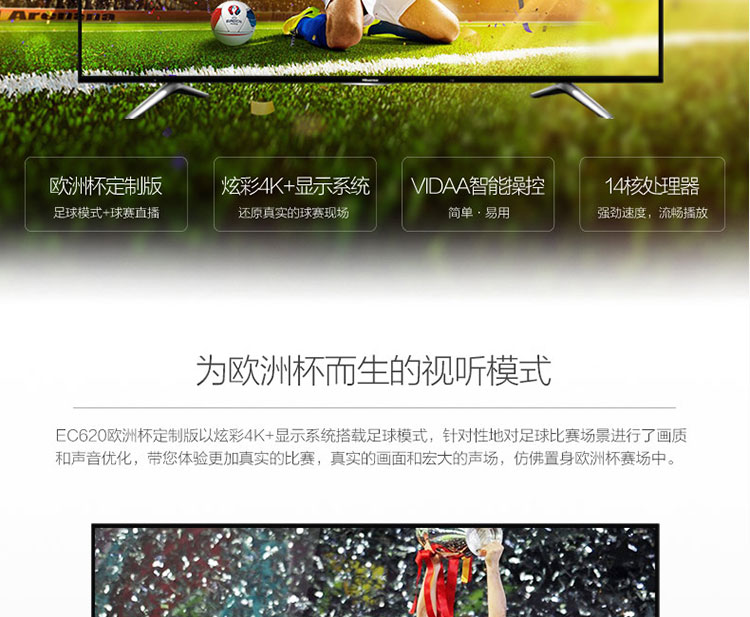 Hisense
欧洲杯定制版
足球模式+球赛直播
炫彩4K+显示系统
还原真实的球赛现场
VIDAA智能操控
简单·易用
14核处理器
强劲速度，流畅播放
为欧洲杯而生的视听模式
EC620欧洲杯定制版以炫彩4K+显示系统搭载足球模式，针对性地对足球比赛场景进行了画质
和声音优化，带您体验更加真实的比赛，真实的画面和宏大的声场，仿佛置身欧洲杯赛场中。